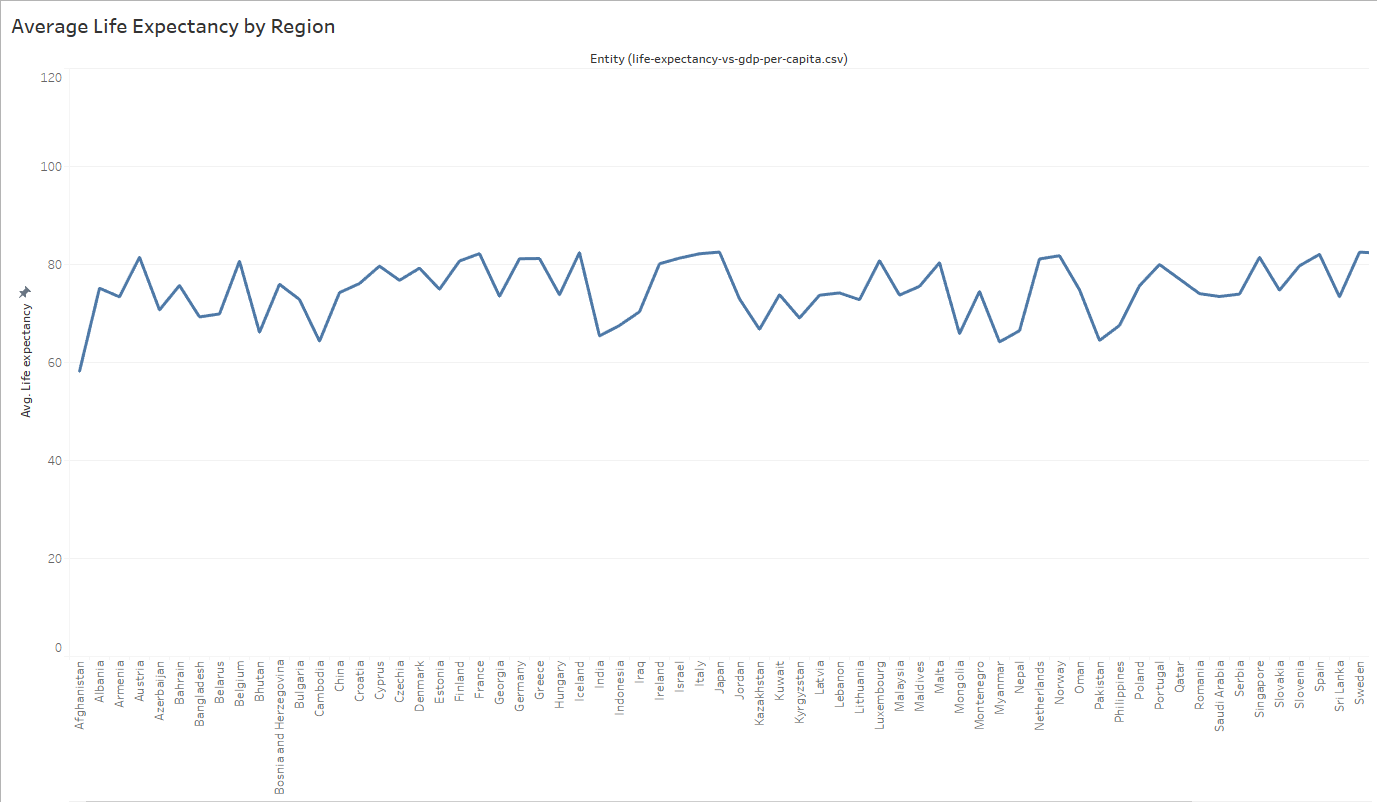 Average Life Expectancy by Region
Entity (life-expectancy-vs-gdp-per-capita.csv)
120
100
80
60
40
20
0
Avg. Life expectancy
Afghanistan
Albania
Armenia
Austria
Azerbaijan
Bahrain
Bangladesh
Belarus
Belgium
Bhutan
Bosnia and Herzegovina
Bulgaria
Cambodia
China
Croatia
Cyprus
Czechia
Denmark
Estonia
Finland
France
Georgia
Germany
Greece
Hungary
Iceland
India
Indonesia
Iraq
Ireland
Israel
Italy
Japan
Jordan
Kazakhstan
Kuwait
Kyrgyzstan
Latvia
Lebanon
Lithuania
Luxembourg
Malaysia
Maldives
Malta
Mongolia
Montenegro
Myanmar
Nepal
Netherlands
Norway
Oman
Pakistan
Philippines
Poland
Portugal
Qatar
Romania
Saudi Arabia
Serbia
Singapore
Slovakia
Slovenia
Spain
Sri Lanka
Sweden